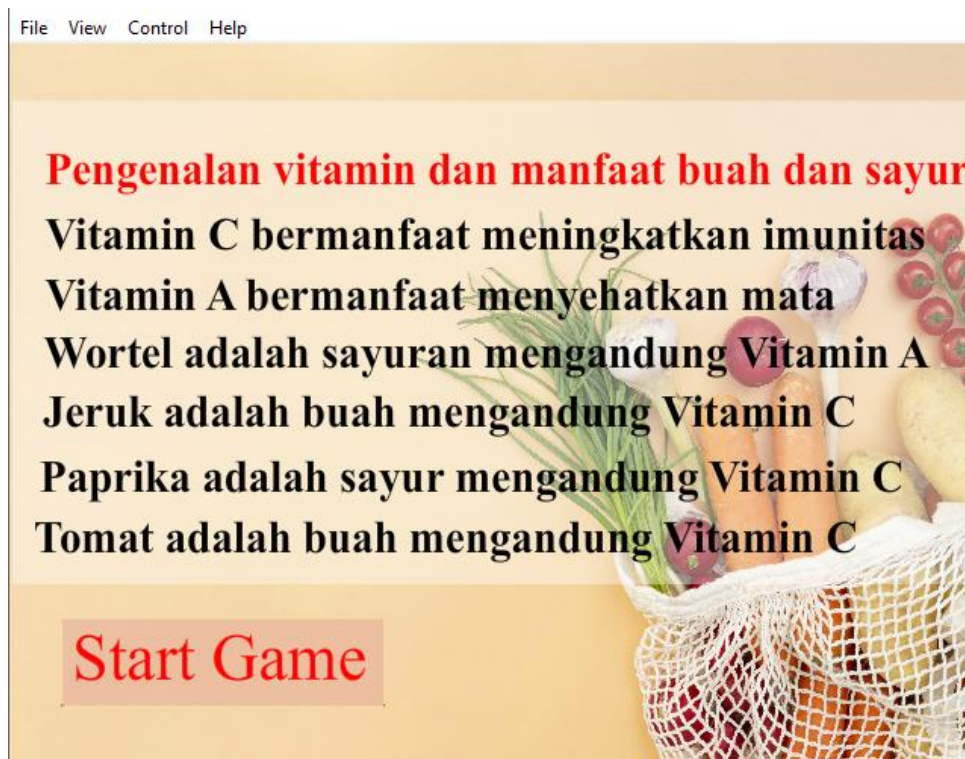 File View Control Help
Pengenalan vitamin dan manfaat buah dan sayur
Vitamin C bermanfaat meningkatkan imunitas
Vitamin A bermanfaat menyehatkan mata
Wortel adalah sayuran mengandung Vitamin A
Jeruk adalah buah mengandung Vitamin C
Paprika adalah sayur mengandung Vitamin C
Tomat adalah buah mengandung Vitamin C
Start Game